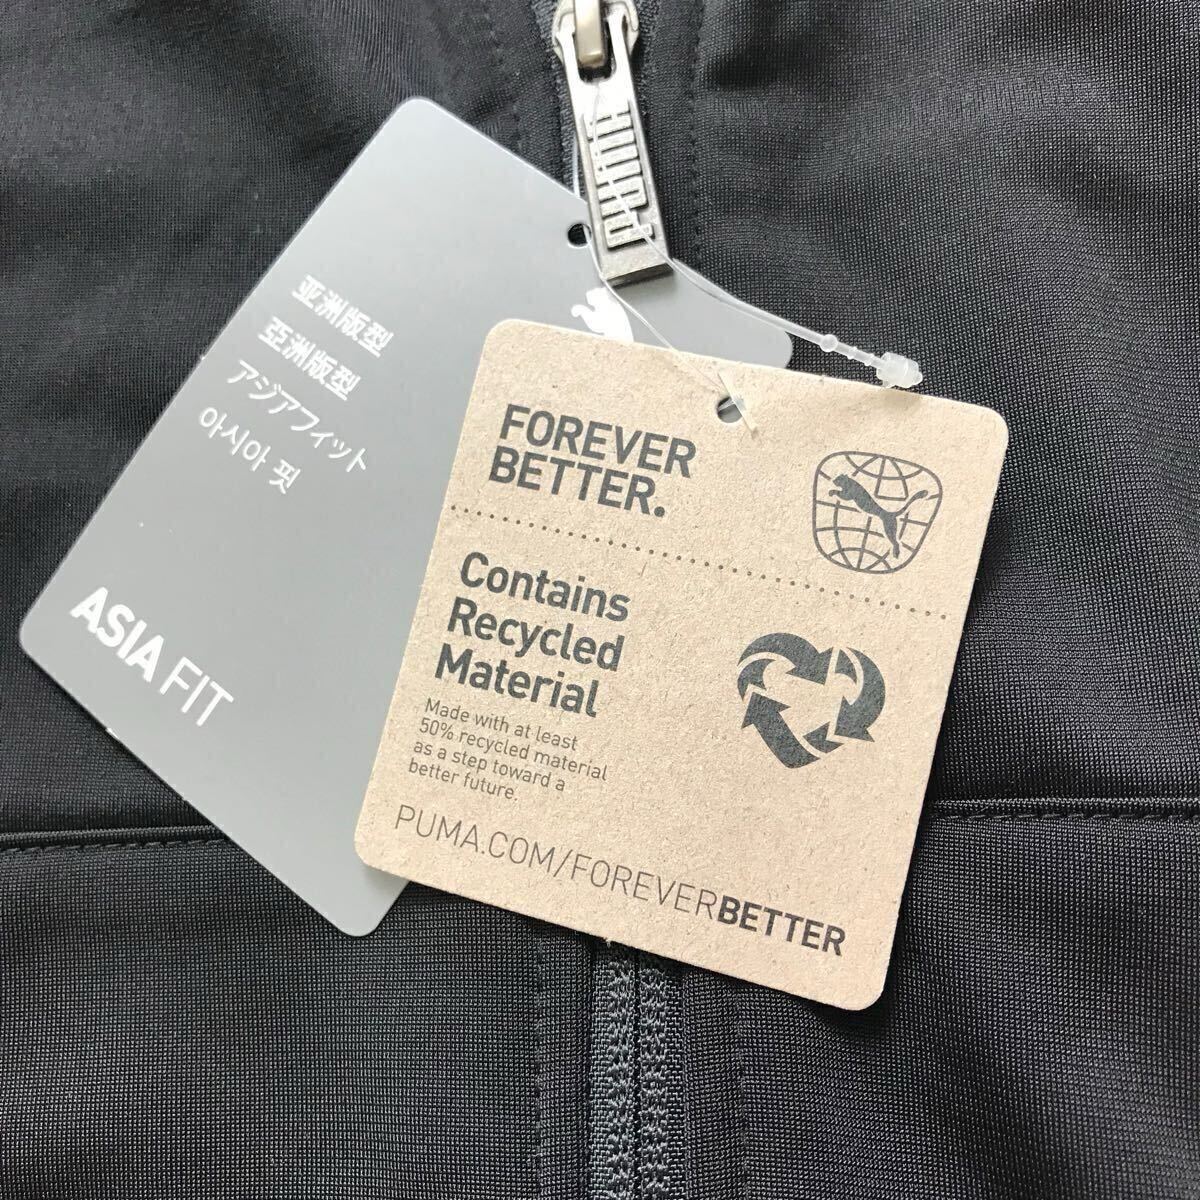 PUMA
亚洲版型
亞洲版型
アジアフィット
아시아 핏
ASIA FIT
FOREVER
BETTER.
Contains
Recycled
Material
Made with at least
50% recycled material
as a step toward a
better future.
PUMA.COM/FOREVERBETTER